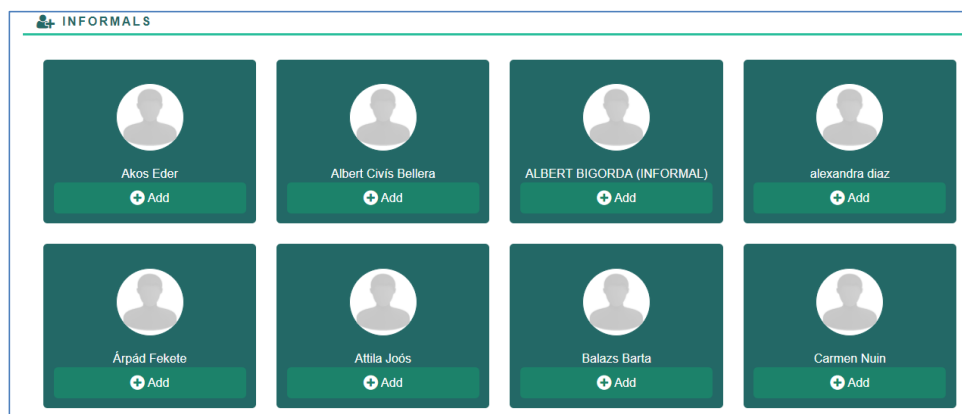 INFORMALS
Akos Eder
Albert Civís Bellera
ALBERT BIGORDA (INFORMAL)
alexandra diaz
Add
Add
Add
Add
Árpád Fekete
Attila Joós
Balazs Barta
Carmen Nuin
Add
Add
Add
Add